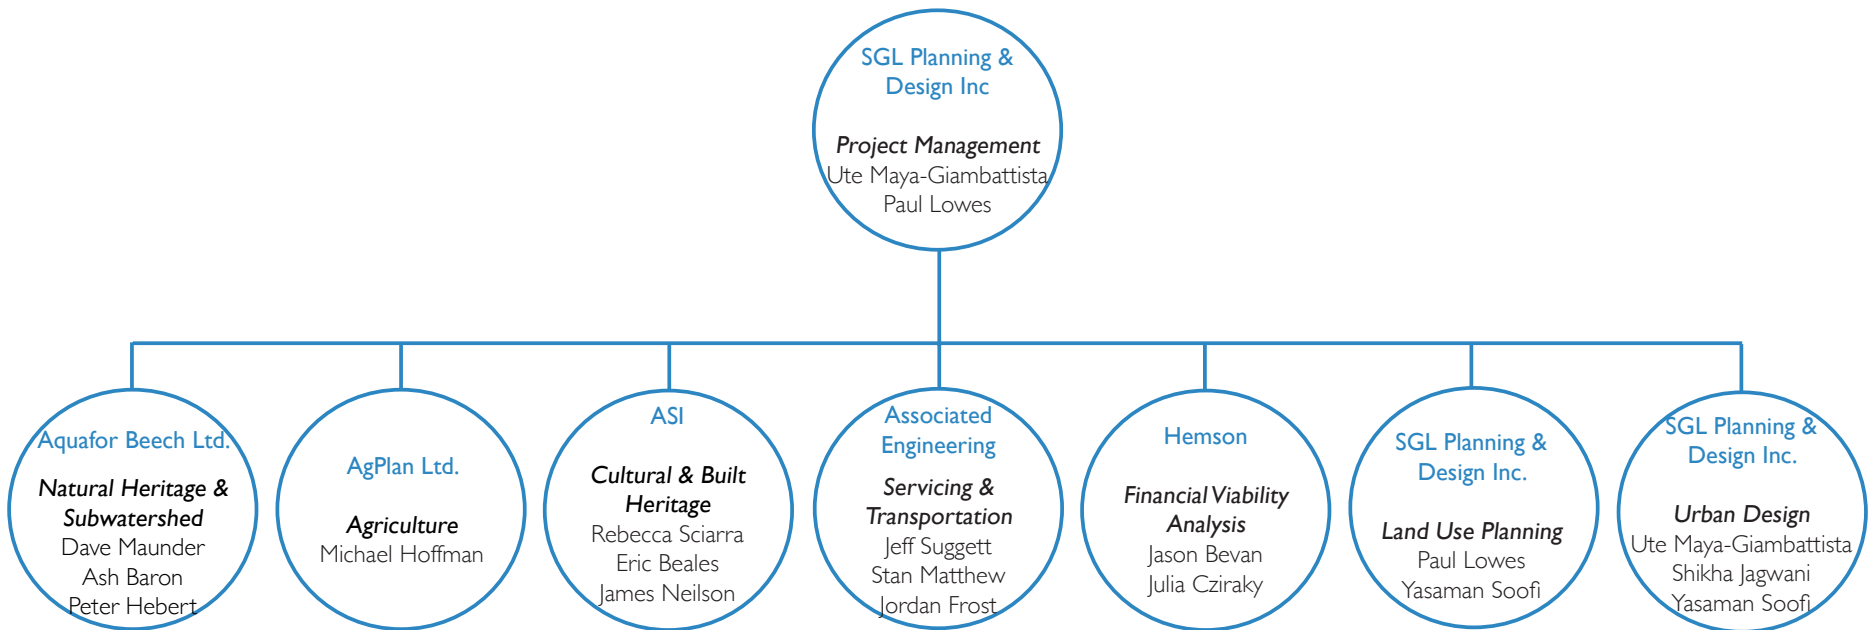 SGL Planning &
Design Inc
Project Management
Ute Maya-Giambattista
Paul Lowes
Aquafor Beech Ltd.
Natural Heritage &
Subwatershed
Dave Maunder
Ash Baron
Peter Hebert
AgPlan Ltd.
Agriculture
Michael Hoffman
ASI
Cultural & Built
Heritage
Rebecca Sciarra
Eric Beales
James Neilson
Associated
Engineering
Servicing &
Transportation
Jeff Suggett
Stan Matthew
Jordan Frost
Hemson
Financial Viability
Analysis
Jason Bevan
Julia Cziraky
SGL Planning &
Design Inc.
Land Use Planning
Paul Lowes
Yasaman Soofi
SGL Planning &
Design Inc.
Urban Design
Ute Maya-Giambattista
Shikha Jagwani
Yasaman Soofi